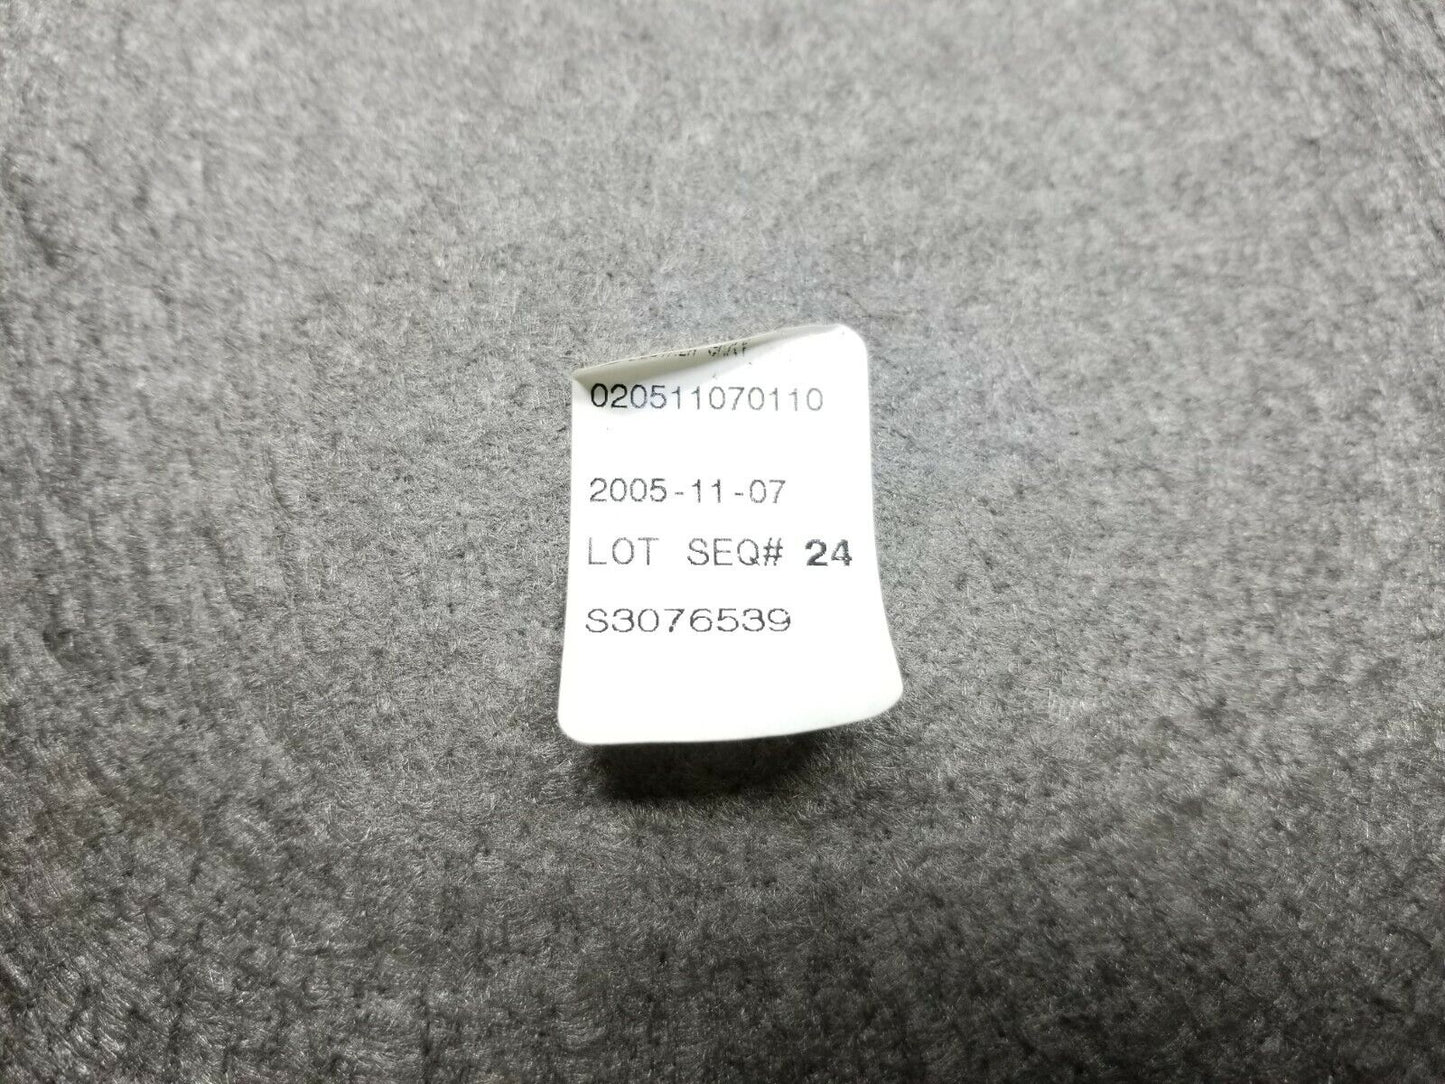 020511070110
2005-11-07
LOT SEQ# 24
S3076539